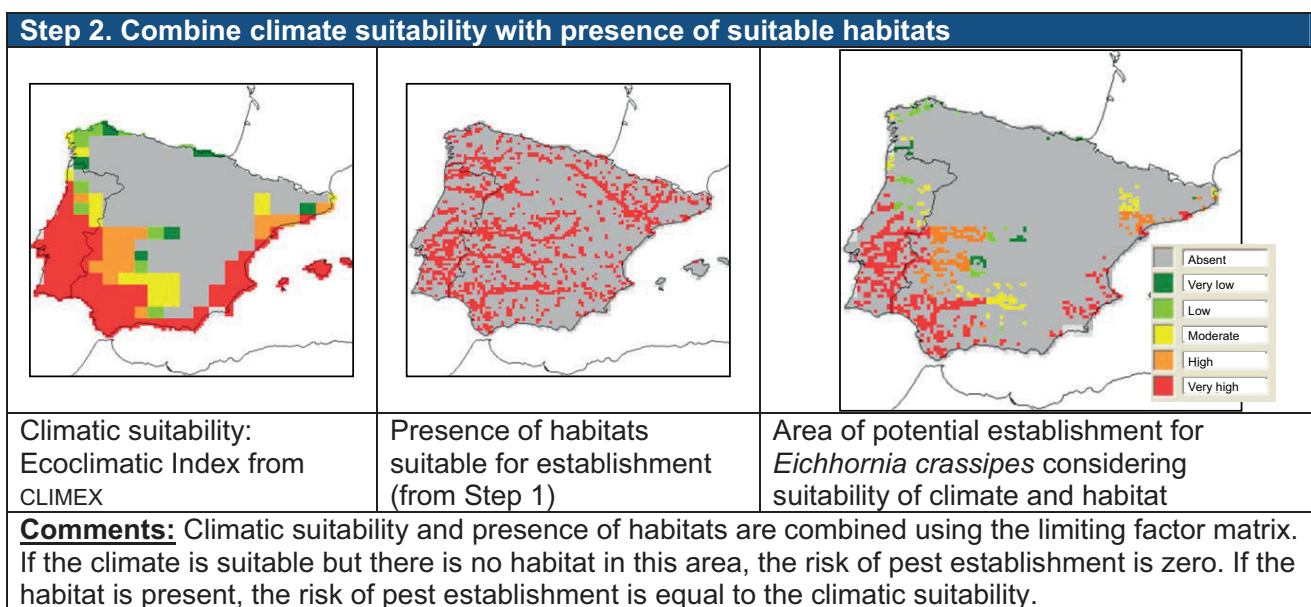 Step 2. Combine climate suitability with presence of suitable habitats
Absent
Very low
Low
Moderate
High
Very high
Climatic suitability:
Ecoclimatic Index from
CLIMEX
Presence of habitats
suitable for establishment
(from Step 1)
Area of potential establishment for
Eichhornia crassipes considering
suitability of climate and habitat
Comments: Climatic suitability and presence of habitats are combined using the limiting factor matrix.
If the climate is suitable but there is no habitat in this area, the risk of pest establishment is zero. If the
habitat is present, the risk of pest establishment is equal to the climatic suitability.